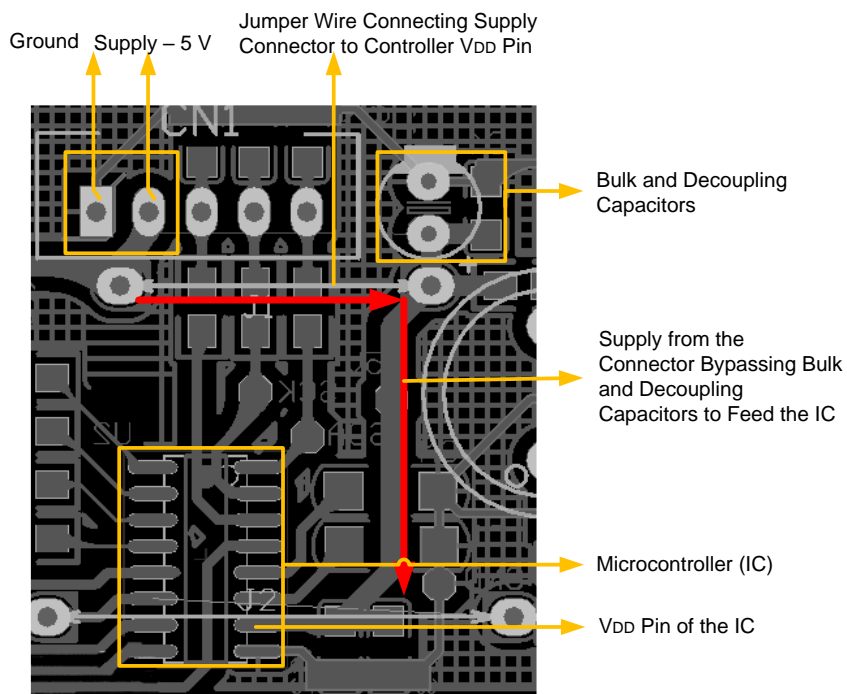 Jumper Wire Connecting Supply
Connector to Controller VDD Pin
Ground
Supply – 5 V
CN1
Bulk and Decoupling
Capacitors
J1
Supply from the
Connector Bypassing Bulk
and Decoupling
Capacitors to Feed the IC
SCK
U2
Microcontroller (IC)
J2
VDD Pin of the IC